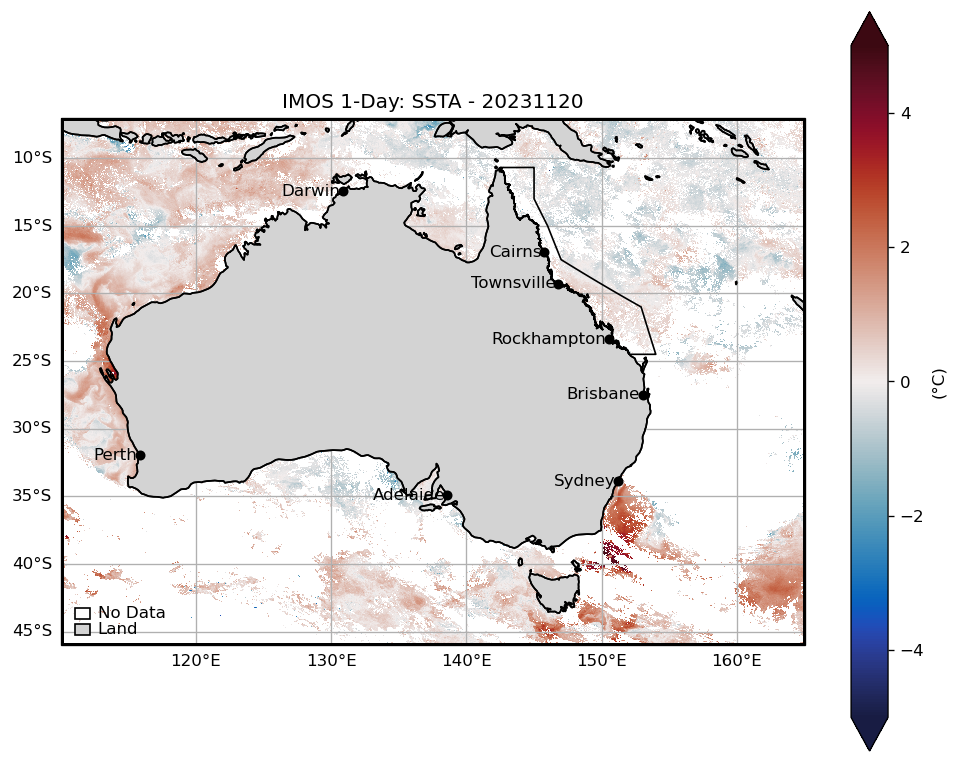 IMOS 1-Day: SSTA - 20231120
10°S
15°S
20°S
25°S
30°S
35°S
40°S
45°S
Darwin
Cairns
Townsville
Rockhampton
Brisbane
Perth
Sydney
Adelaide
No Data
Land
120°E
130°E
140°E
150°E
160°E
4
2
0
−2
−4
(°C)